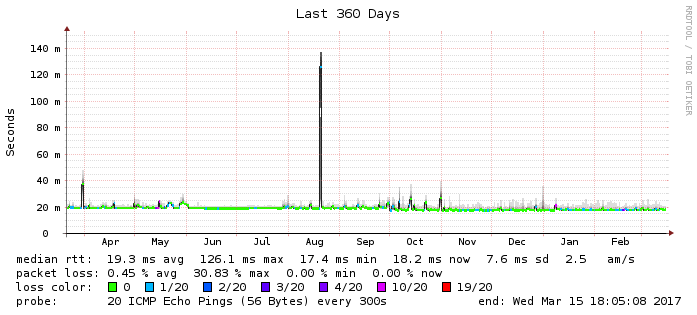 Last 360 Days
RRDTOOL / TOBI OETIKER
Seconds
140 m
120 m
100 m
80 m
60 m
40 m
20 m
0
Apr May Jun Jul Aug Sep Oct Nov Dec Jan Feb
median rtt: 19.3 ms avg 126.1 ms max 17.4 ms min 18.2 ms now 7.6 ms sd 2.5 am/s
packet loss: 0.45 % avg 30.83 % max 0.00 % min 0.00 % now
loss color: 0 1/20 2/20 3/20 4/20 10/20 19/20
probe: 20 ICMP Echo Pings (56 Bytes) every 300s end: Wed Mar 15 18:05:08 2017